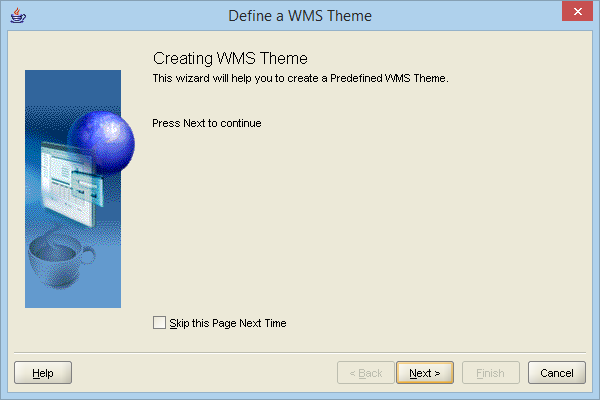 Define a WMS Theme
Creating WMS Theme
This wizard will help you to create a Predefined WMS Theme.
Press Next to continue
Skip this Page Next Time
Help
< Back
Next >
Finish
Cancel